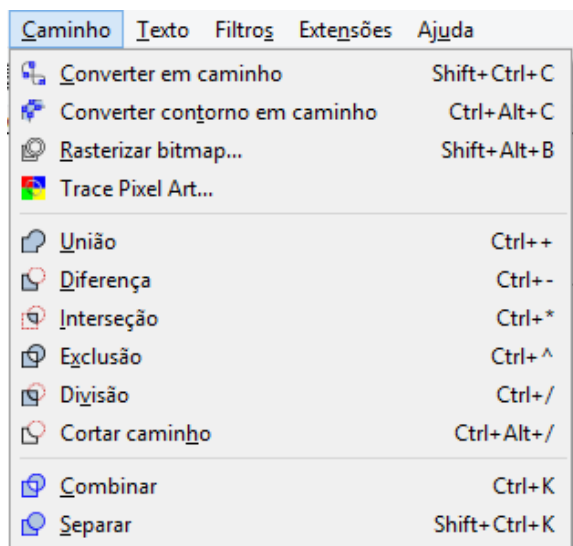 Caminho Texto Filtros Extensões Ajuda
Converter em caminho Shift+Ctrl+C
Converter contorno em caminho Ctrl+Alt+C
Rasterizar bitmap... Shift+Alt+B
Trace Pixel Art...
União Ctrl++
Diferença Ctrl+-
Interseção Ctrl+*
Exclusão Ctrl+^
Divisão Ctrl+/
Cortar caminho Ctrl+Alt+/
Combinar Ctrl+K
Separar Shift+Ctrl+K